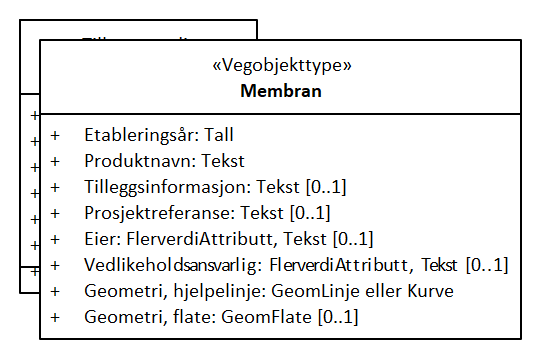 «Vegobjekttype»
Membran
+ Etableringsår: Tall
+ Produktnavn: Tekst
+ Tilleggsinformasjon: Tekst [0..1]
+ Prosjektreferanse: Tekst [0..1]
+ Eier: FlerverdiAttributt, Tekst [0..1]
+ Vedlikeholdsansvarlig: FlerverdiAttributt, Tekst [0..1]
+ Geometri, hjelpelinje: GeomLinje eller Kurve
+ Geometri, flate: GeomFlate [0..1]